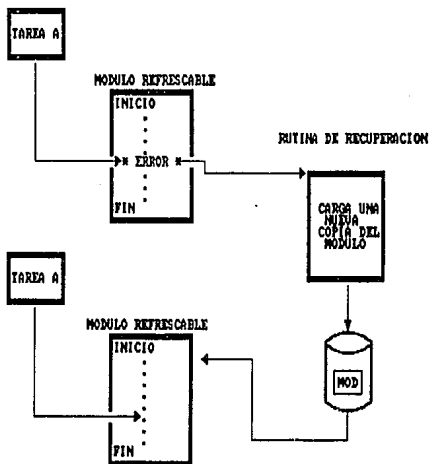 TAREA A
MODULO REFRESCABLE
INICIO
* ERROR *
FIN
RUTINA DE RECUPERACION
CARGA UNA
NUEVA
COPIA DEL
MODULO
TAREA A
MODULO REFRESCABLE
INICIO
FIN
MOD